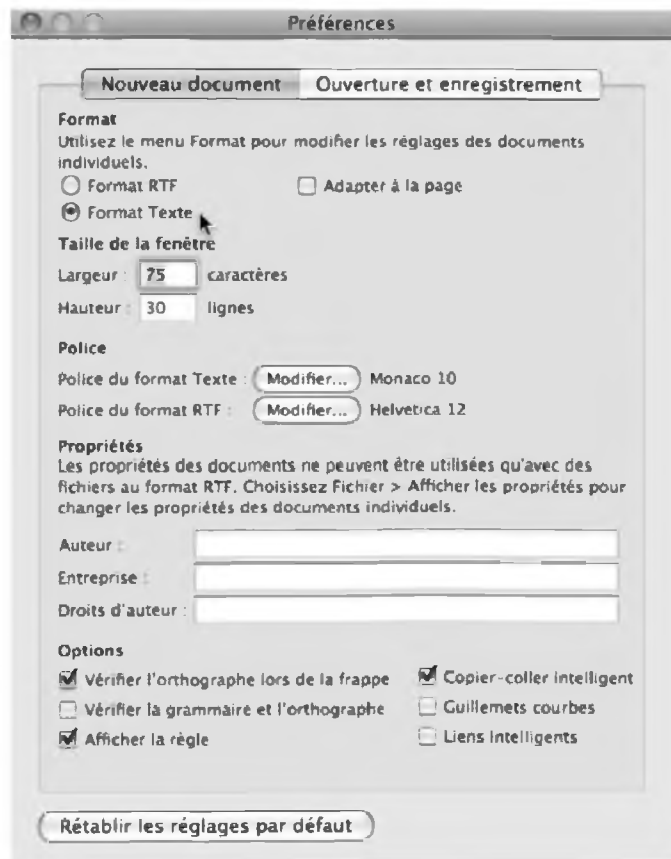 Préférences
Nouveau document Ouverture et enregistrement
Format
Utilisez le menu Format pour modifier les réglages des documents
individuels.
Format RTF Adapter à la page
Format Texte
Taille de la fenêtre
Largeur : 75 caractères
Hauteur : 30 lignes
Police
Police du format Texte : Modifier... Monaco 10
Police du format RTF : Modifier... Helvetica 12
Propriétés
Les propriétés des documents ne peuvent être utilisées qu'avec des
fichiers au format RTF. Choisissez Fichier > Afficher les propriétés pour
changer les propriétés des documents individuels.
Auteur :
Entreprise :
Droits d'auteur :
Options
Vérifier l'orthographe lors de la frappe Copier-coller intelligent
Vérifier la grammaire et l'orthographe Guillemets courbes
Afficher la règle Liens Intelligents
Rétablir les réglages par défaut